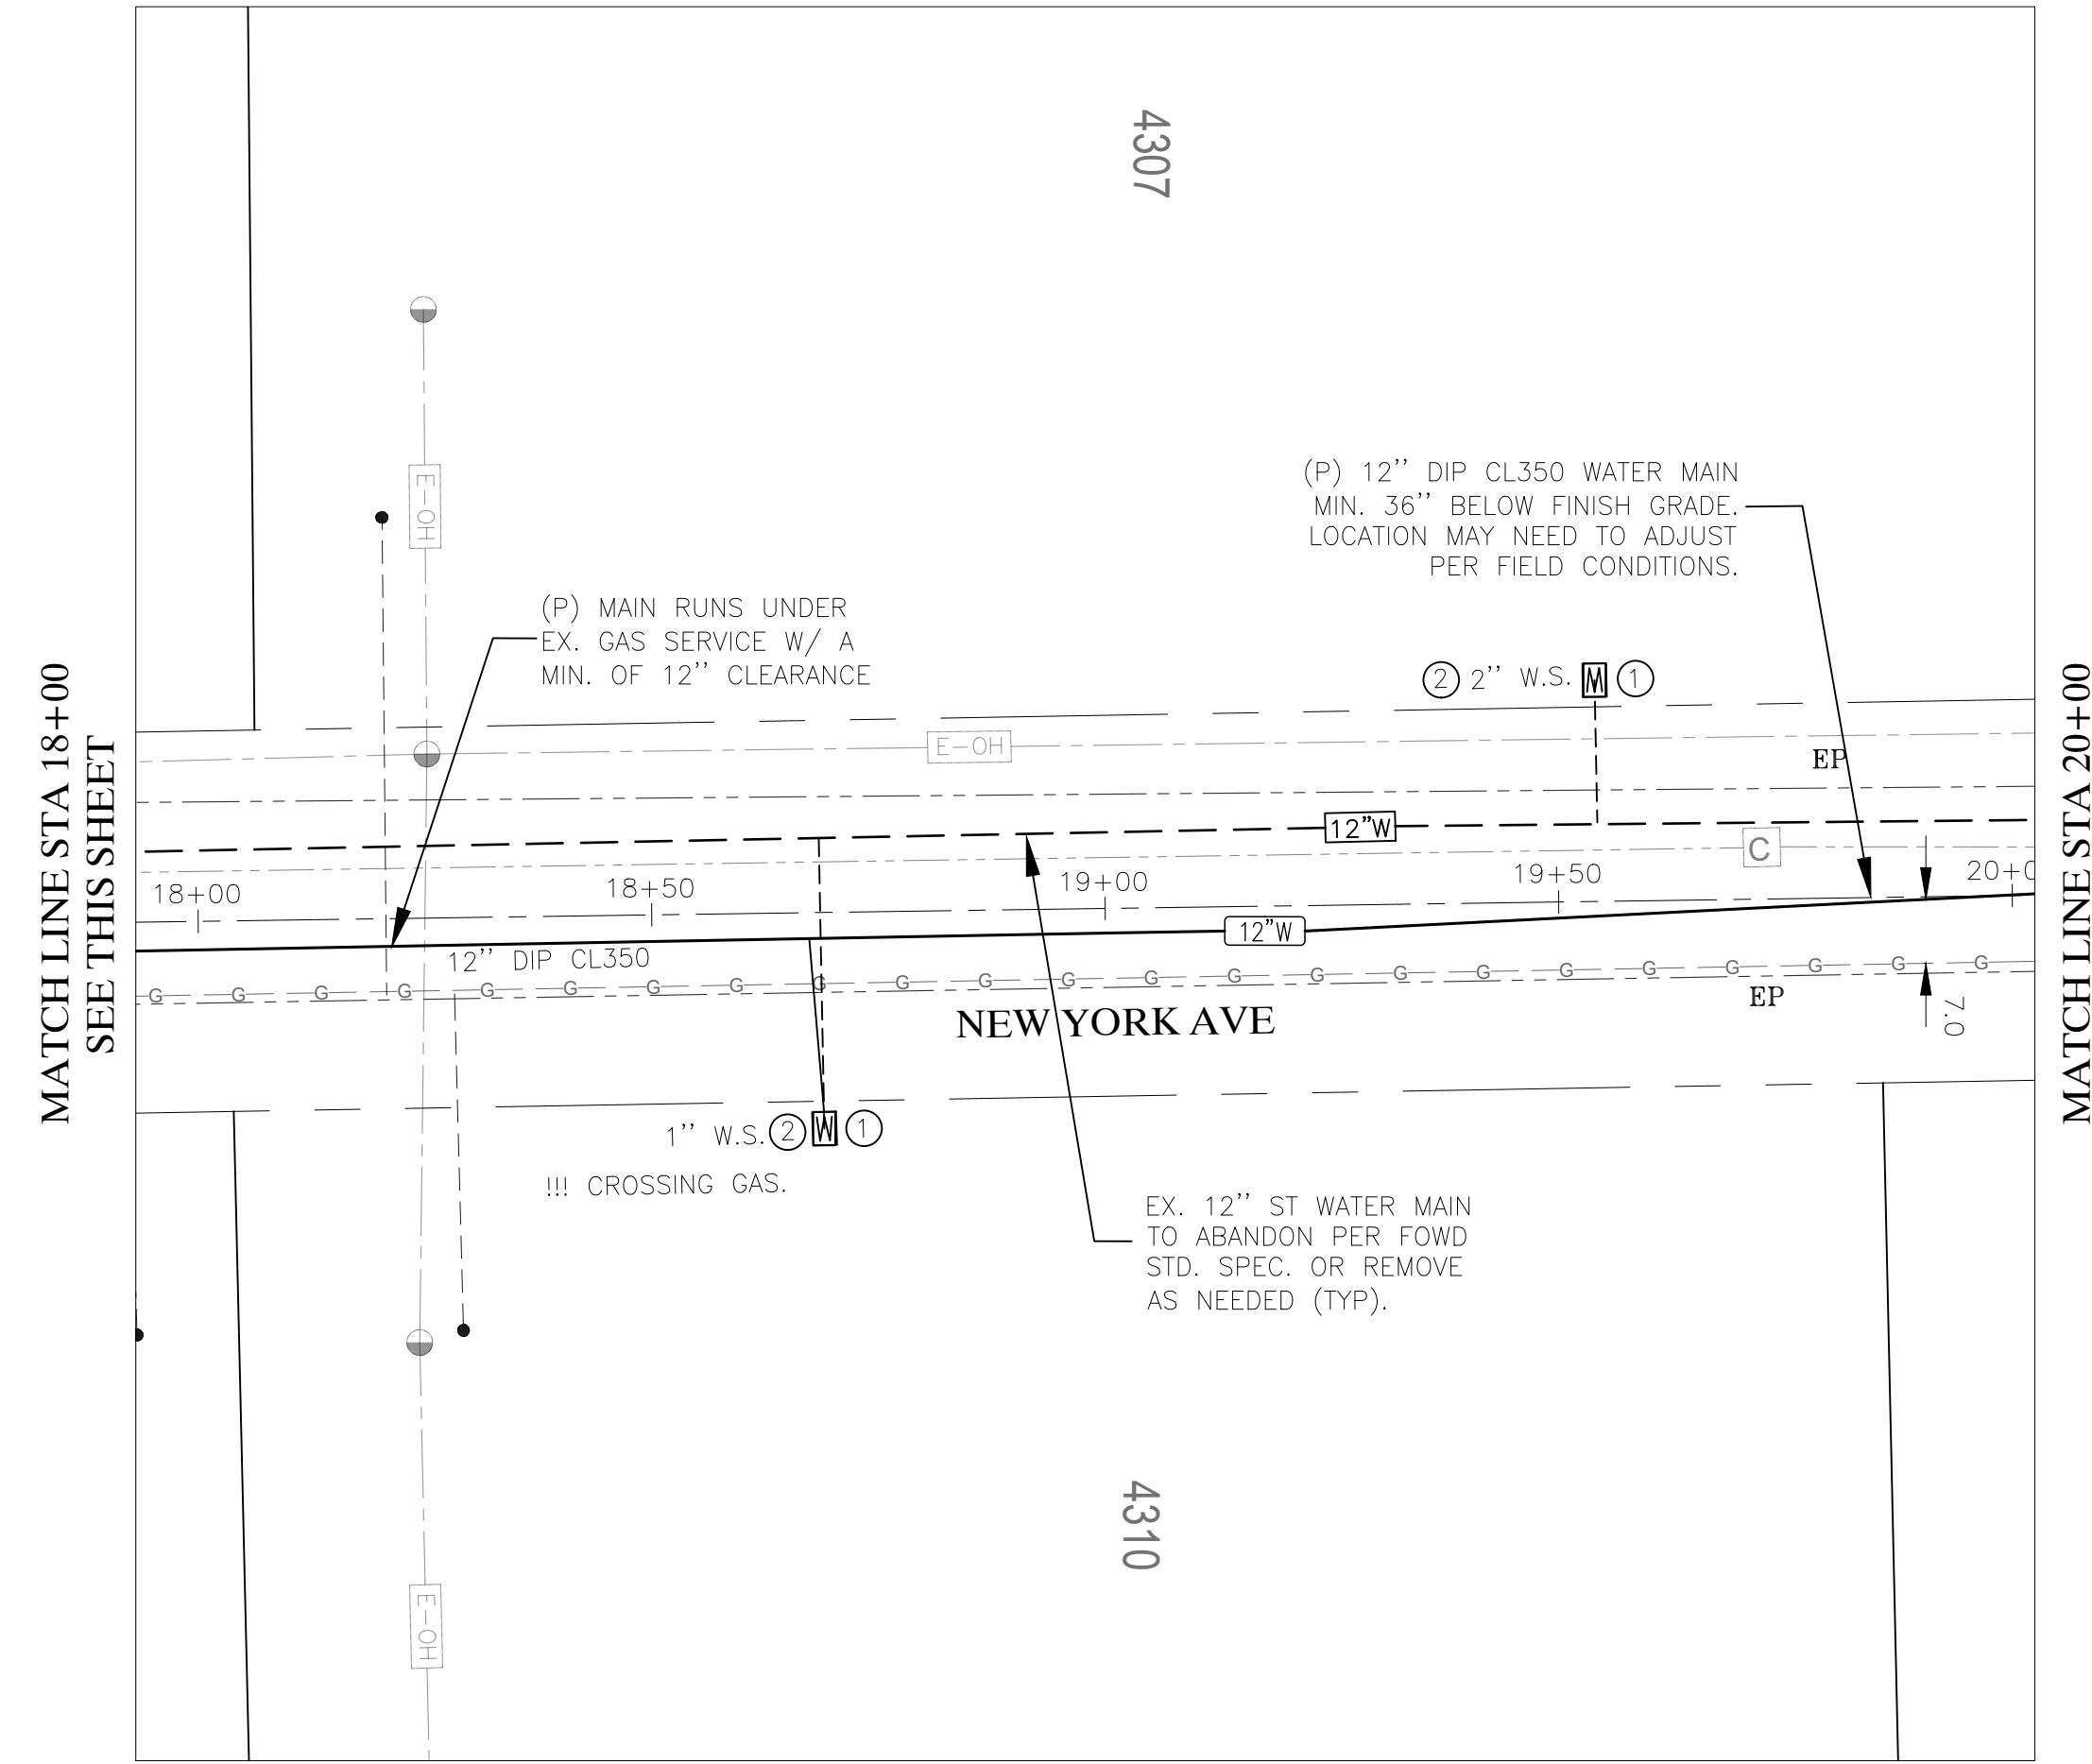 4307
E-OH
(P) 12'' DIP CL350 WATER MAIN
MIN. 36'' BELOW FINISH GRADE.
LOCATION MAY NEED TO ADJUST
PER FIELD CONDITIONS.
(P) MAIN RUNS UNDER
EX. GAS SERVICE W/ A
MIN. OF 12'' CLEARANCE
2 2'' W.S. M 1
MATCH LINE STA 18+00
SEE THIS SHEET
MATCH LINE STA 20+00
E-OH
EP
12"W
C
18+00
18+50
19+00
19+50
20+0
12"W
12'' DIP CL350
G G G G G G G G G G G G G G G G G G G G G G G
EP
7.0
NEW YORK AVE
1'' W.S. 2 W 1
!!! CROSSING GAS.
EX. 12'' ST WATER MAIN
TO ABANDON PER FOWD
STD. SPEC. OR REMOVE
AS NEEDED (TYP).
4310
E-OH